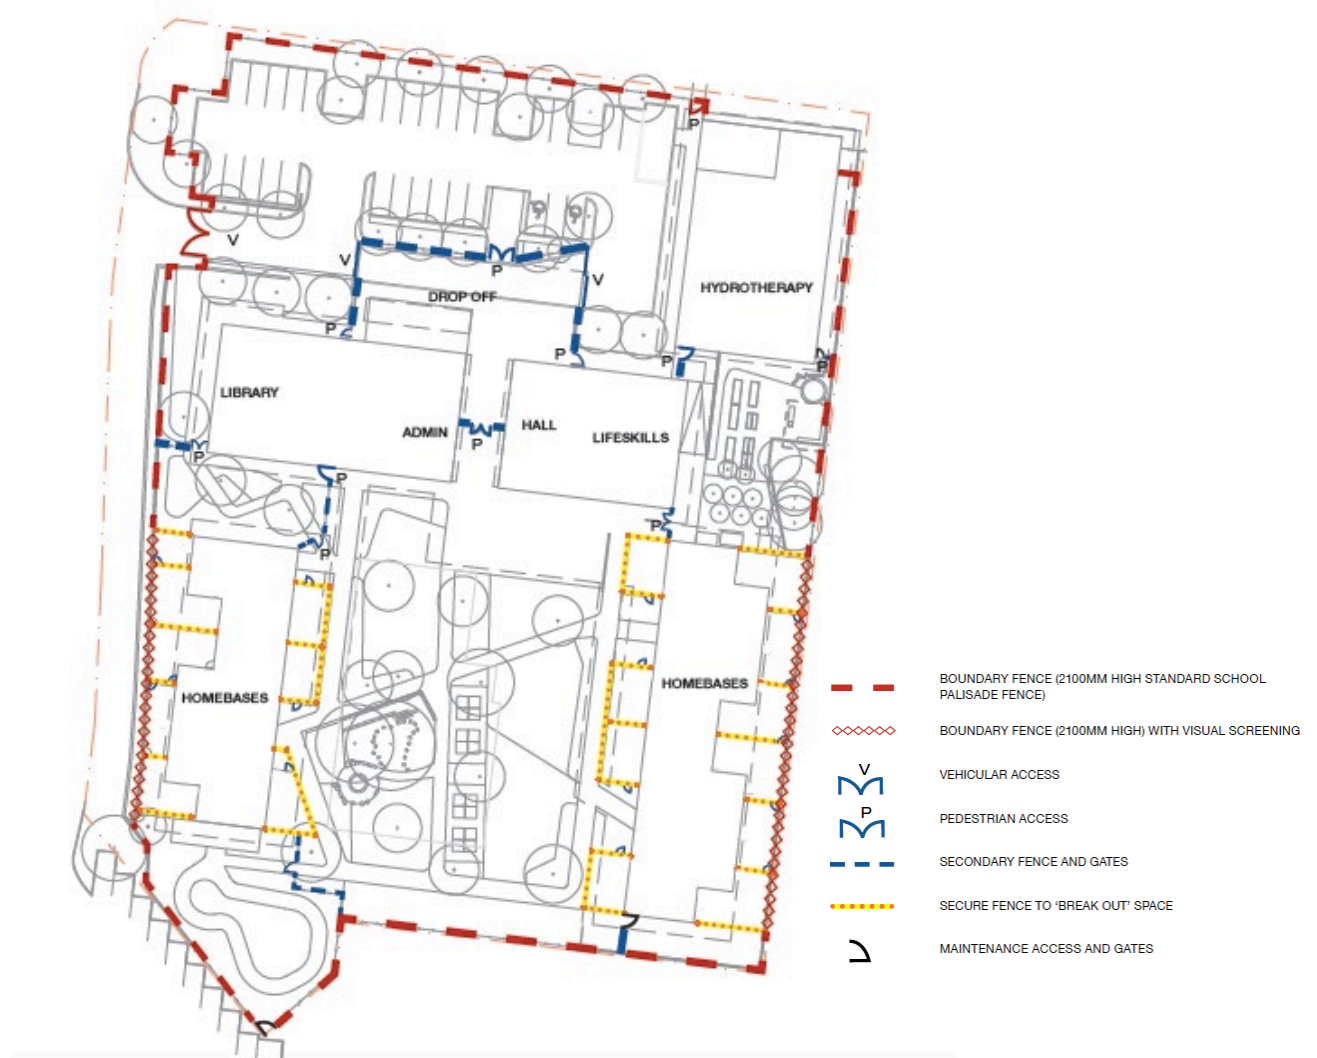 P
V
V
P
V
HYDROTHERAPY
DROP OFF
P
P
P
P
LIBRARY
ADMIN
HALL
LIFESKILLS
P
P
P
P
P
HOMEBASES
HOMEBASES
BOUNDARY FENCE (2100MM HIGH STANDARD SCHOOL
PALISADE FENCE)
BOUNDARY FENCE (2100MM HIGH) WITH VISUAL SCREENING
V
VEHICULAR ACCESS
P
PEDESTRIAN ACCESS
SECONDARY FENCE AND GATES
SECURE FENCE TO ‘BREAK OUT’ SPACE
MAINTENANCE ACCESS AND GATES